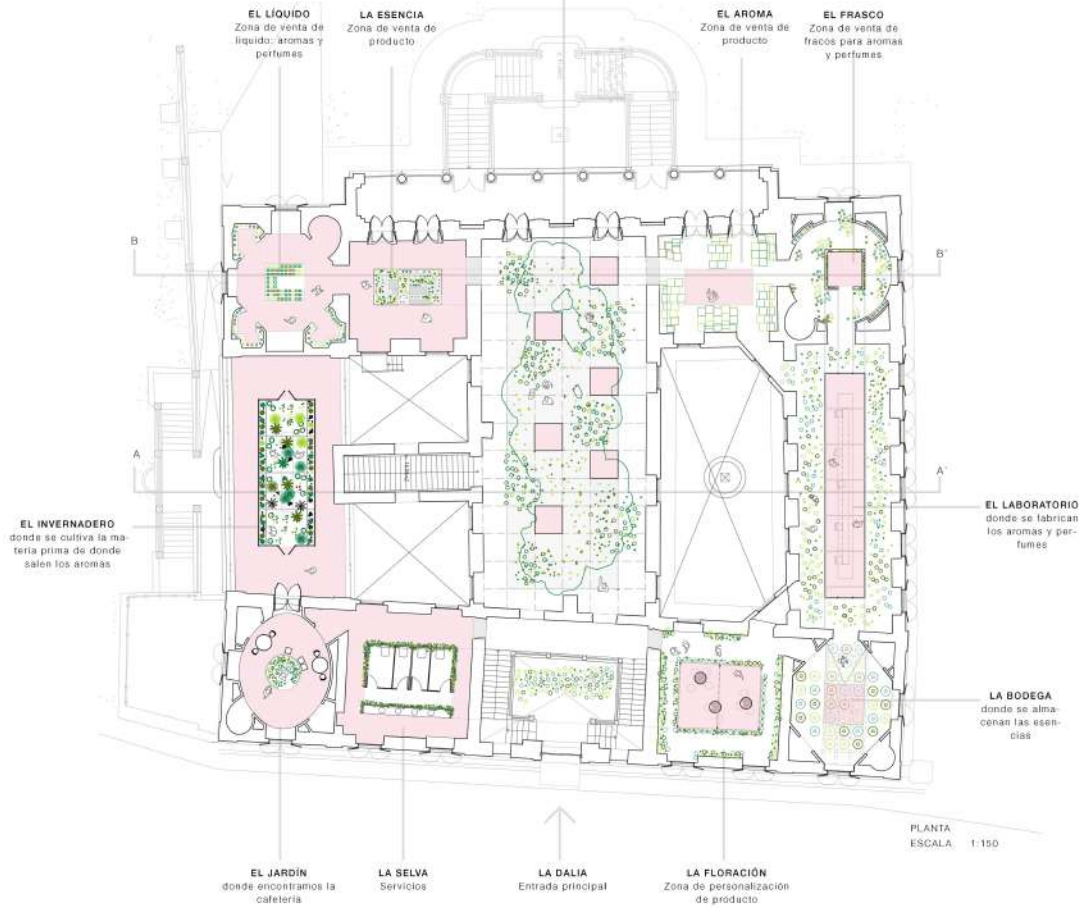 EL LÍQUIDO
Zona de venta de
líquido: aromas y
perfumes
LA ESENCIA
Zona de venta de
producto
EL AROMA
Zona de venta de
producto
EL FRASCO
Zona de venta de
fracos para aromas
y perfumes
B
B'
A
A'
EL INVERNADERO
donde se cultiva la ma-
teria prima de donde
salen los aromas
EL LABORATORIO
donde se fabrican
los aromas y per-
fumes
LA BODEGA
donde se alma-
cenan las esen-
cias
PLANTA
ESCALA 1:150
EL JARDÍN
donde encontramos la
cafetería
LA SELVA
Servicios
LA DALIA
Entrada principal
LA FLORACIÓN
Zona de personalización
de producto